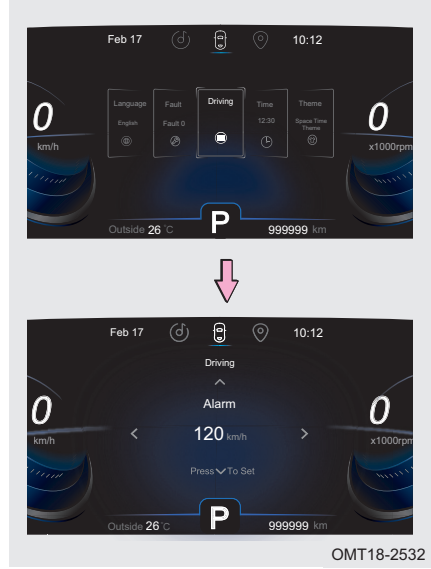 Feb 17 10:12
Language Fault Driving Time Theme
English Fault 0 12:30 Space Time
Theme
0 0
km/h x1000rpm
P
Outside 26 °C 999999 km
Feb 17 10:12
Driving
Alarm
0 120 km/h 0
km/h x1000rpm
Press To Set
P
Outside 26 °C 999999 km
OMT18-2532